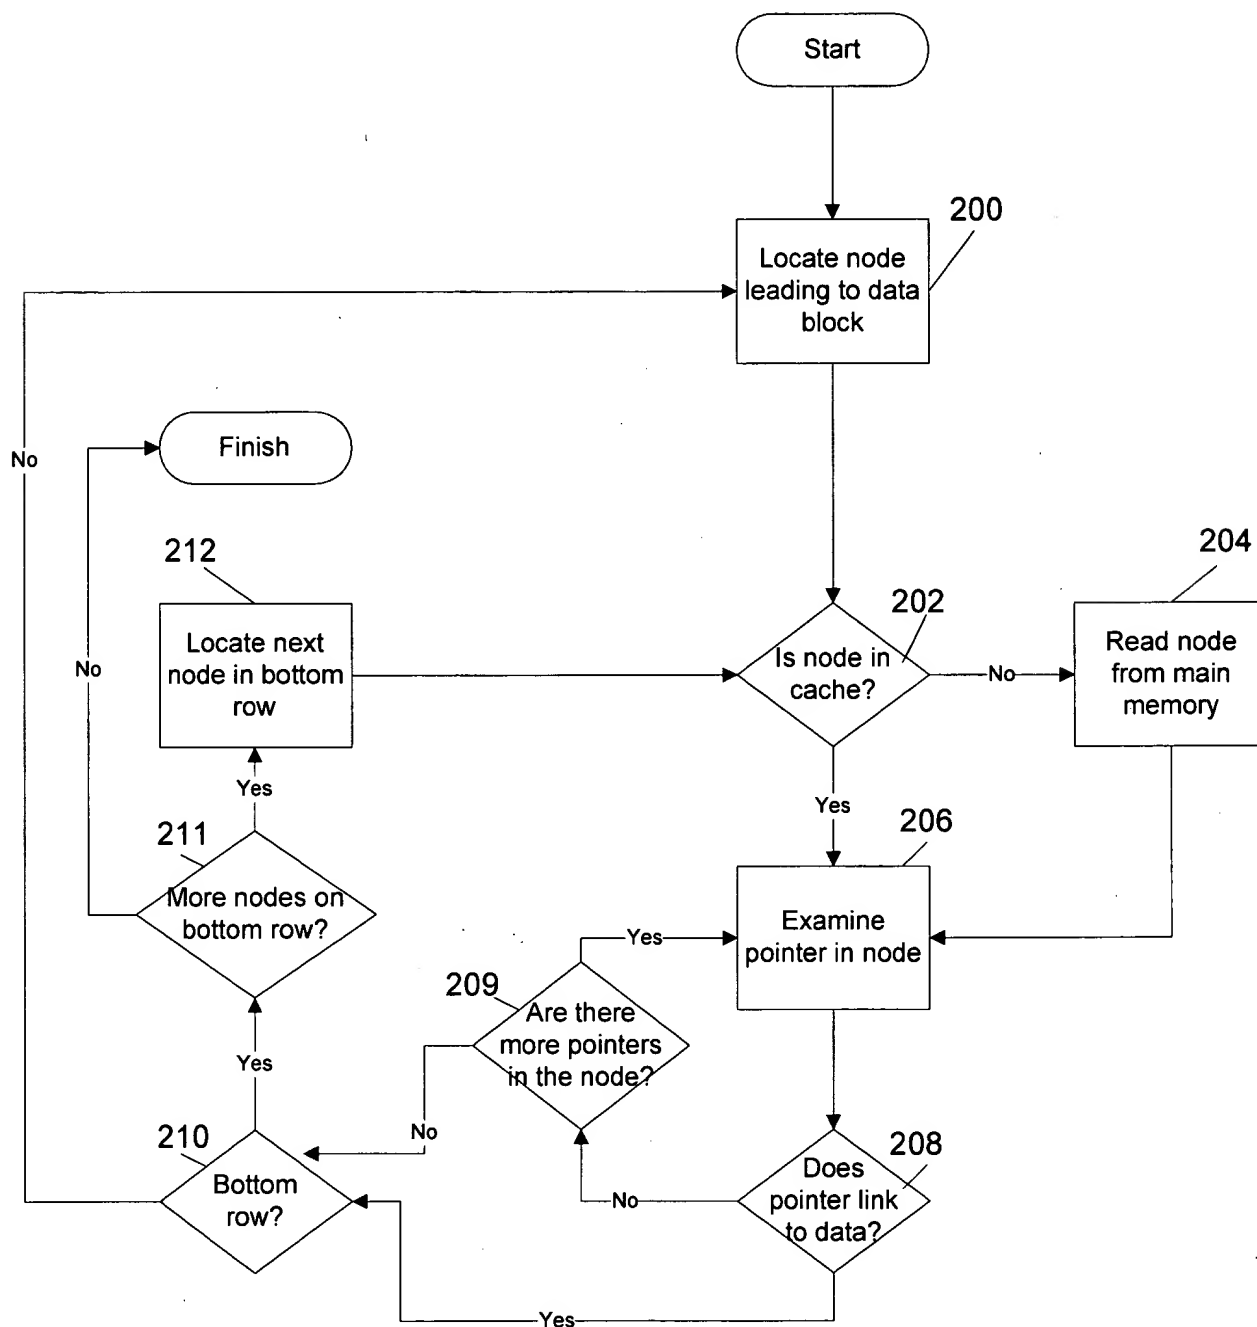 Start
200
Locate node
leading to data
block
No
Finish
212
204
202
Locate next
node in bottom
row
Is node in
cache?
No
Read node
from main
memory
No
Yes
Yes
211
206
More nodes on
bottom row?
Examine
pointer in node
Yes
209
Are there
more pointers
in the node?
Yes
No
210
208
Bottom
row?
Does
pointer link
to data?
No
Yes